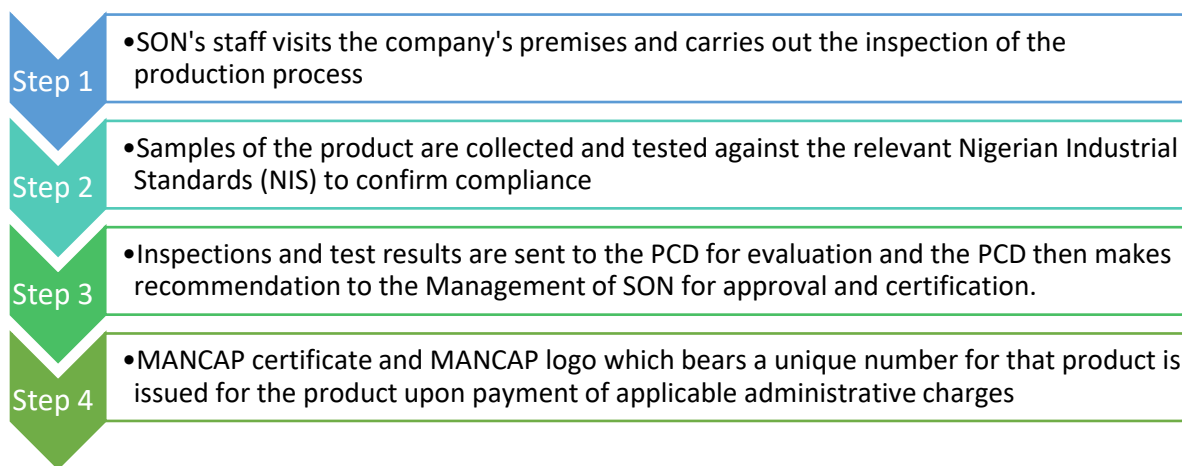 Step 1
•SON's staff visits the company's premises and carries out the inspection of the
production process
Step 2
•Samples of the product are collected and tested against the relevant Nigerian Industrial
Standards (NIS) to confirm compliance
Step 3
•Inspections and test results are sent to the PCD for evaluation and the PCD then makes
recommendation to the Management of SON for approval and certification.
Step 4
•MANCAP certificate and MANCAP logo which bears a unique number for that product is
issued for the product upon payment of applicable administrative charges